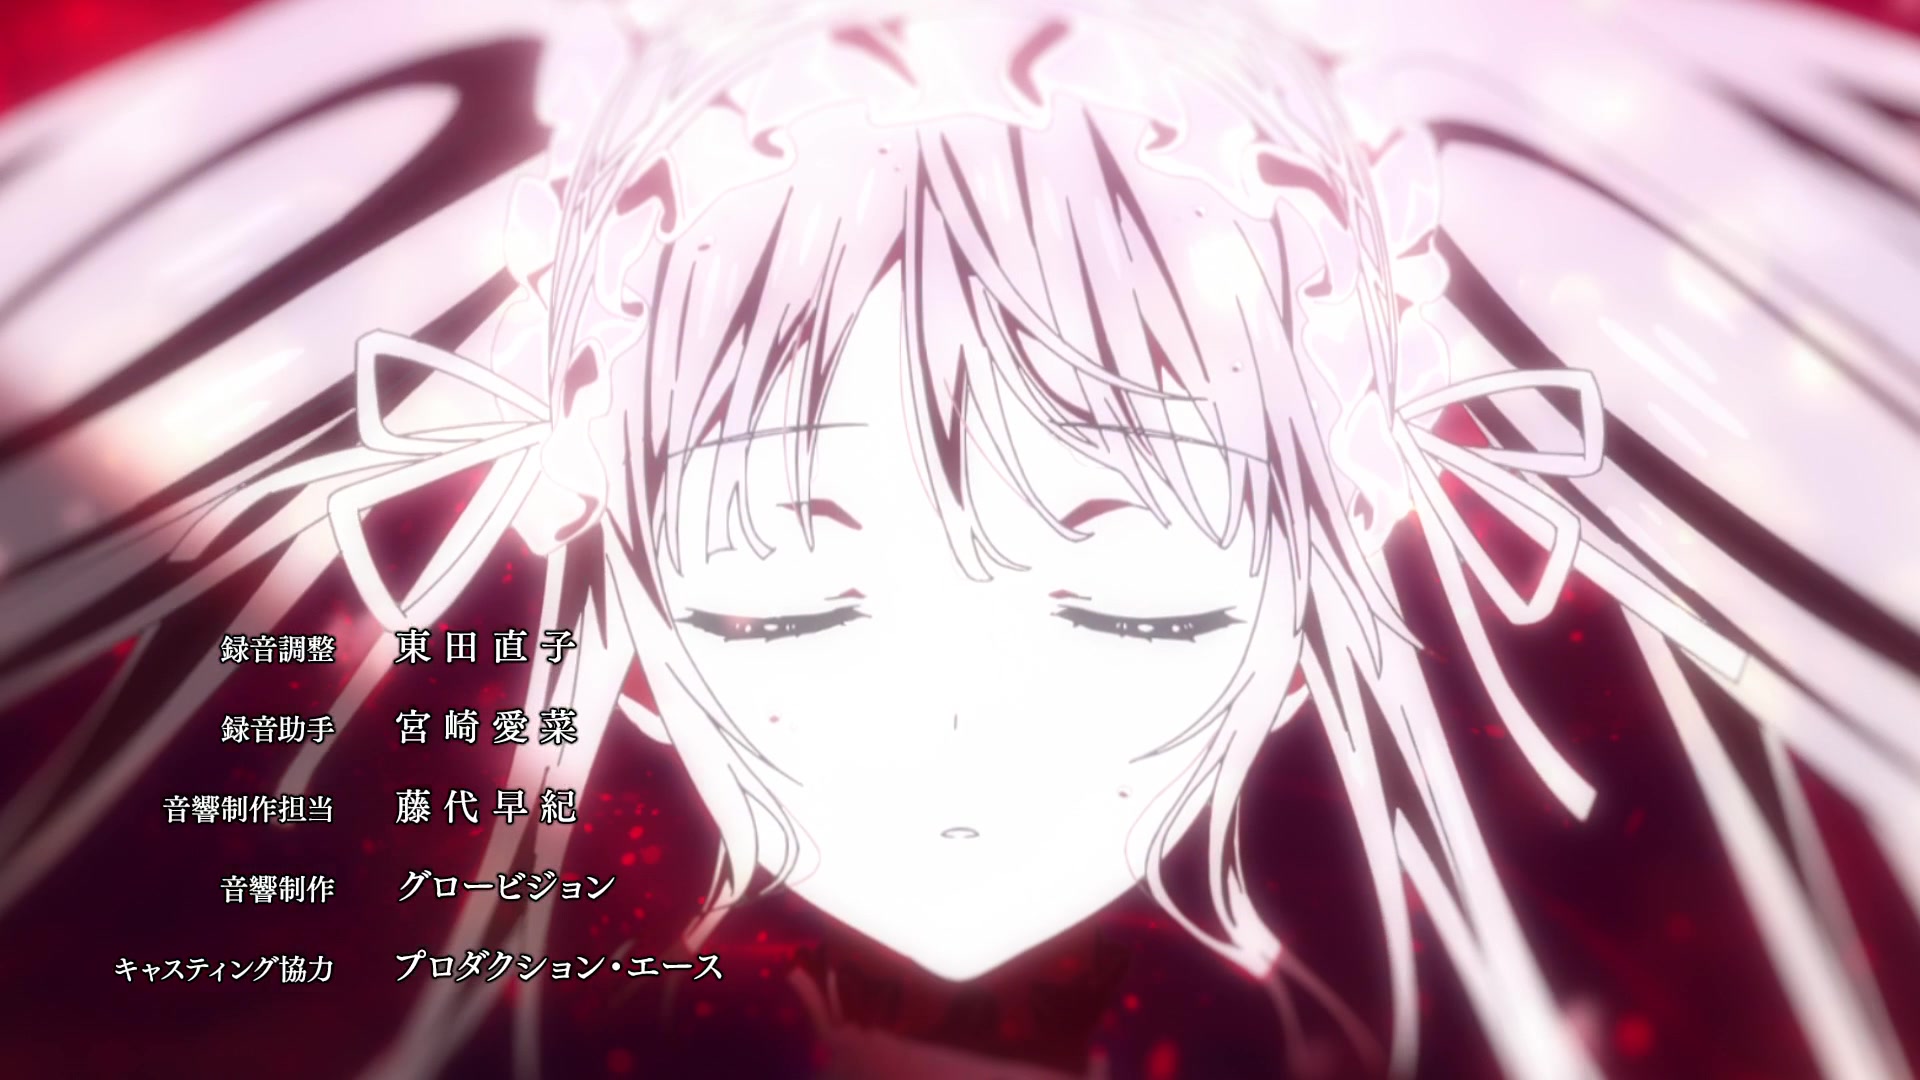 録音調整 東田直子
録音助手 宮崎愛菜
音響制作担当 藤代早紀
音響制作 グロービジョン
キャスティング協力 プロダクション・エース